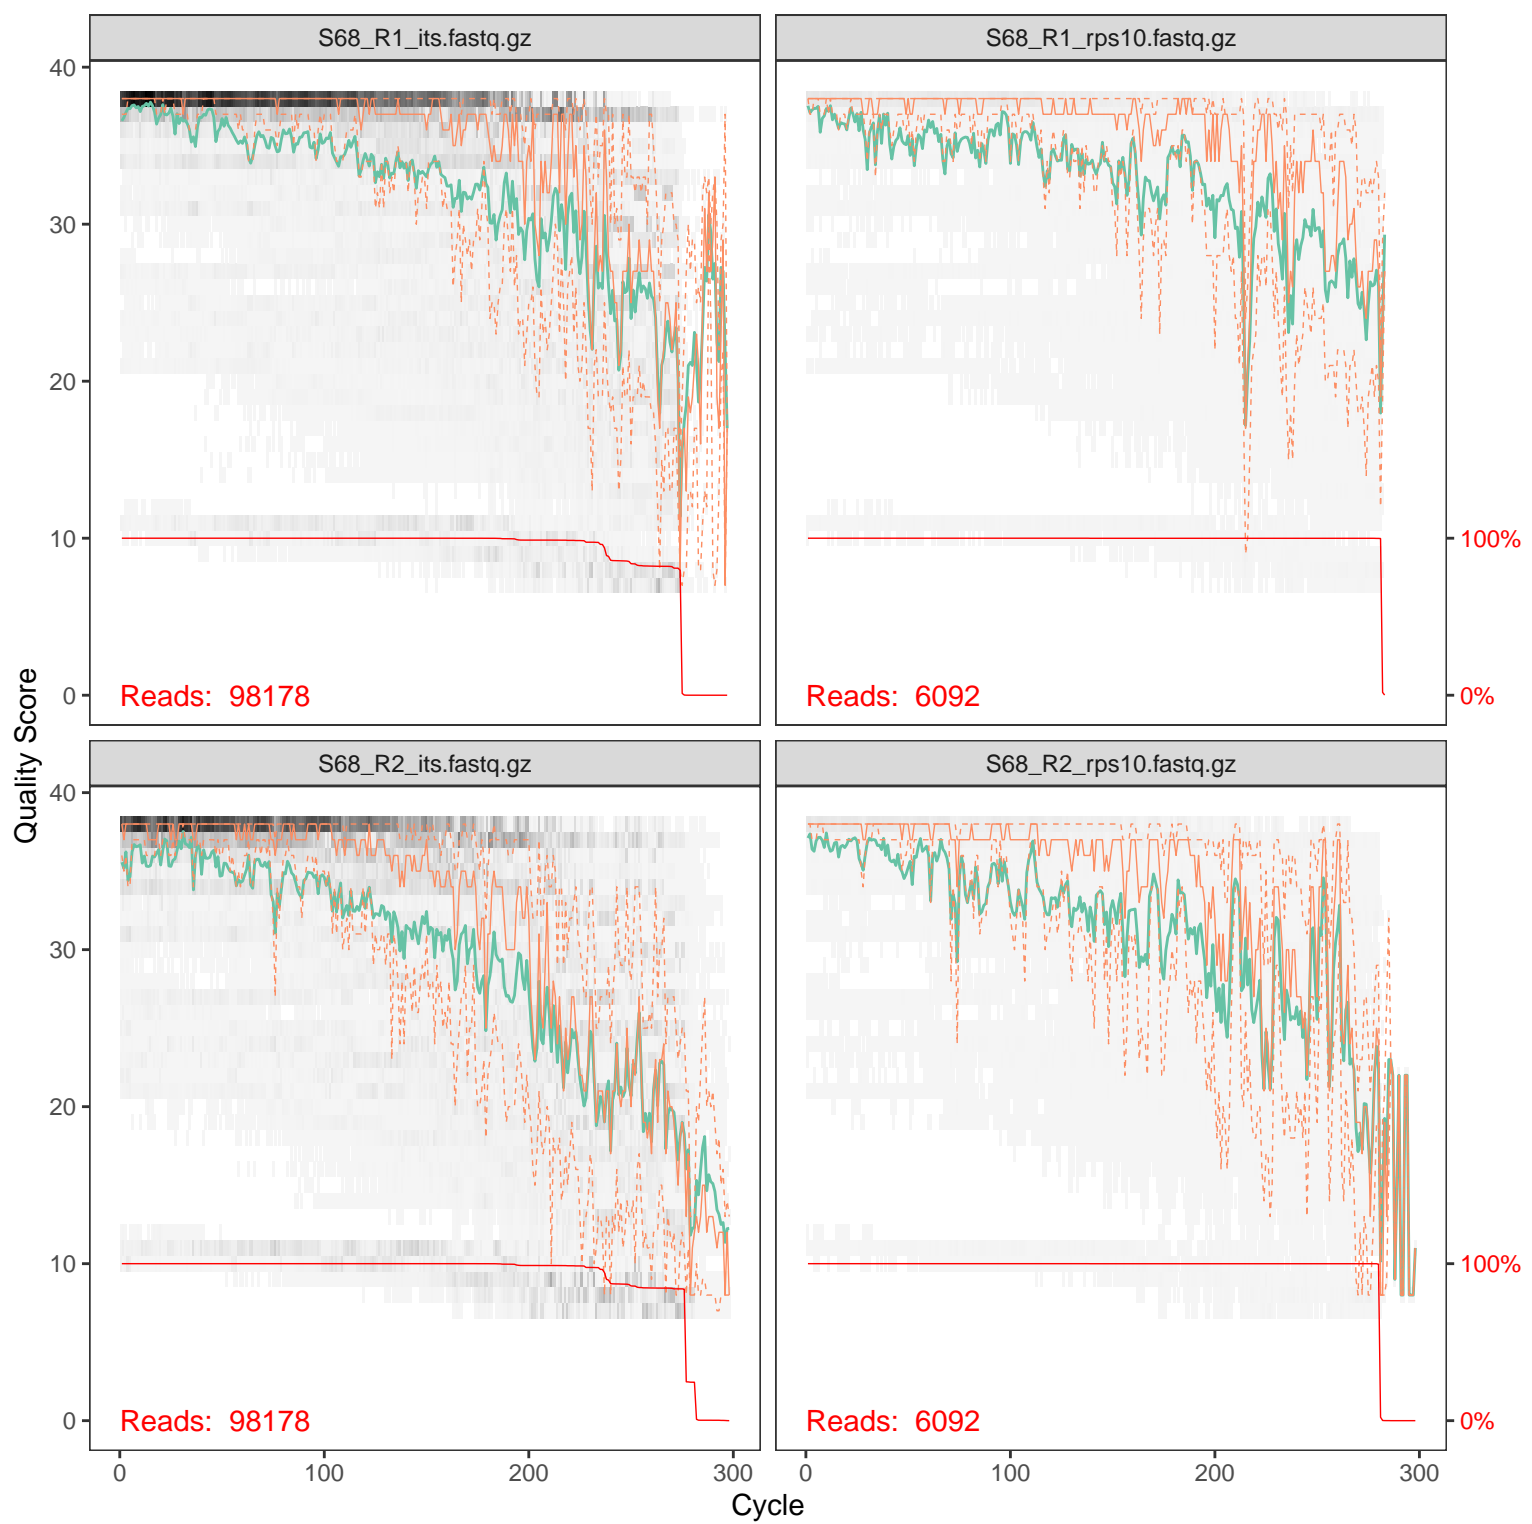 S68_R1_its.fastq.gz
S68_R1_rps10.fastq.gz
40
30
20
10
0
Reads: 98178
Reads: 6092
100%
0%
Quality Score
S68_R2_its.fastq.gz
S68_R2_rps10.fastq.gz
40
30
20
10
0
Reads: 98178
Reads: 6092
100%
0%
0 100 200 300
0 100 200 300
Cycle